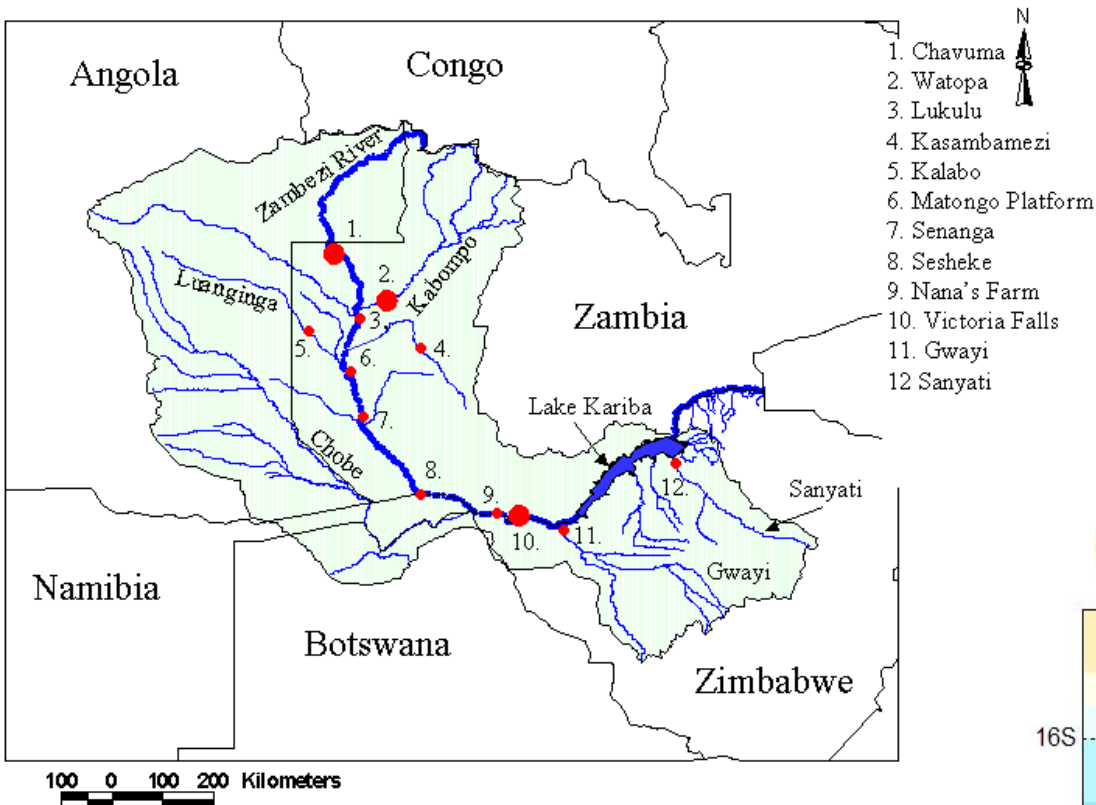 N
Angola
Congo
1. Chavuma
2. Watopa
3. Lukulu
4. Kasambamezi
5. Kalabo
6. Matongo Platform
7. Senanga
8. Sesheke
9. Nana's Farm
10. Victoria Falls
11. Gwayi
12 Sanyati
Zambezi River
1.
2.
Kabompo
Luanginga
3.
Zambia
5.
4.
6.
Lake Kariba
7.
Chobe
8.
12.
Sanyati
9.
10.
11.
Gwayi
Namibia
Botswana
Zimbabwe
16S
100 0 100 200 Kilometers